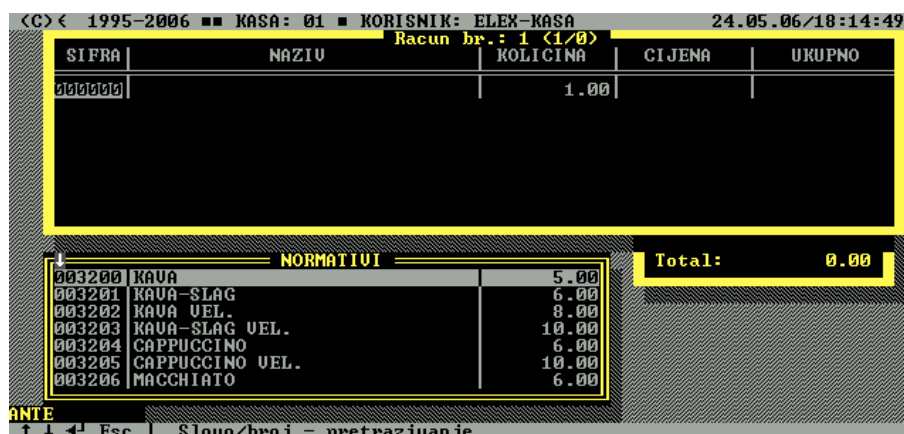 (C) 1995-2006 KASA: 01 KORISNIK: ELEX-KASA 24.05.06/18:14:49
Racun br.: 1 (1/0)
SIFRA NAZIV KOLICINA CIJENA UKUPNO
000000 1.00
NORMATIVI
Total: 0.00
003200 KAVA 5.00
003201 KAVA-SLAG 6.00
003202 KAVA VEL. 8.00
003203 KAVA-SLAG VEL. 10.00
003204 CAPPUCCINO 6.00
003205 CAPPUCCINO VEL. 10.00
003206 MACCHIATO 6.00
ANTE
↑ ↓ ◄┘ Esc | Slovo/broj - pretrazivanje